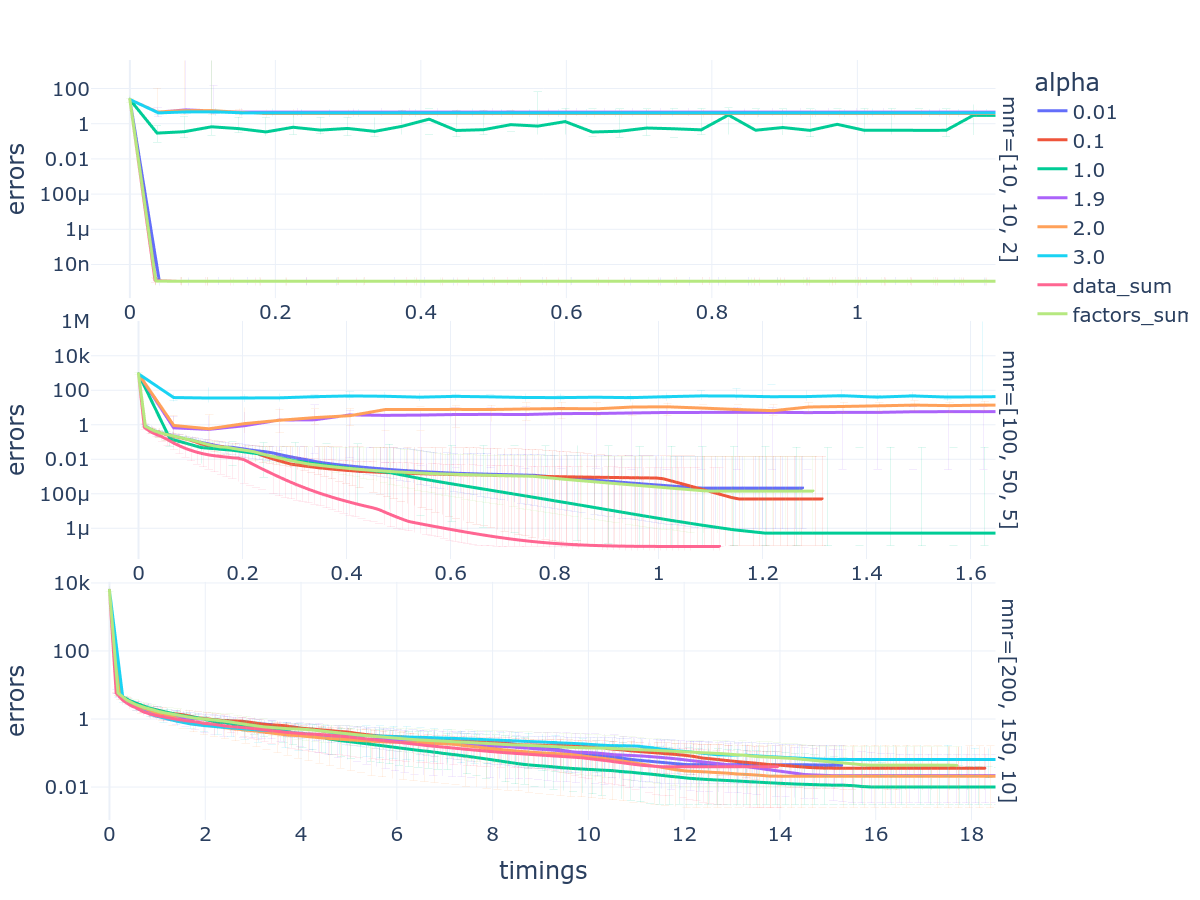 alpha
0.01
0.1
1.0
1.9
2.0
3.0
data_sum
factors_sum
100
1
0.01
100μ
1μ
10n
errors
mnr=[10, 10, 2]
0 0.2 0.4 0.6 0.8 1
1M
10k
100
1
0.01
100μ
1μ
errors
mnr=[100, 50, 5]
0 0.2 0.4 0.6 0.8 1 1.2 1.4 1.6
10k
100
1
0.01
errors
mnr=[200, 150, 10]
0 2 4 6 8 10 12 14 16 18
timings